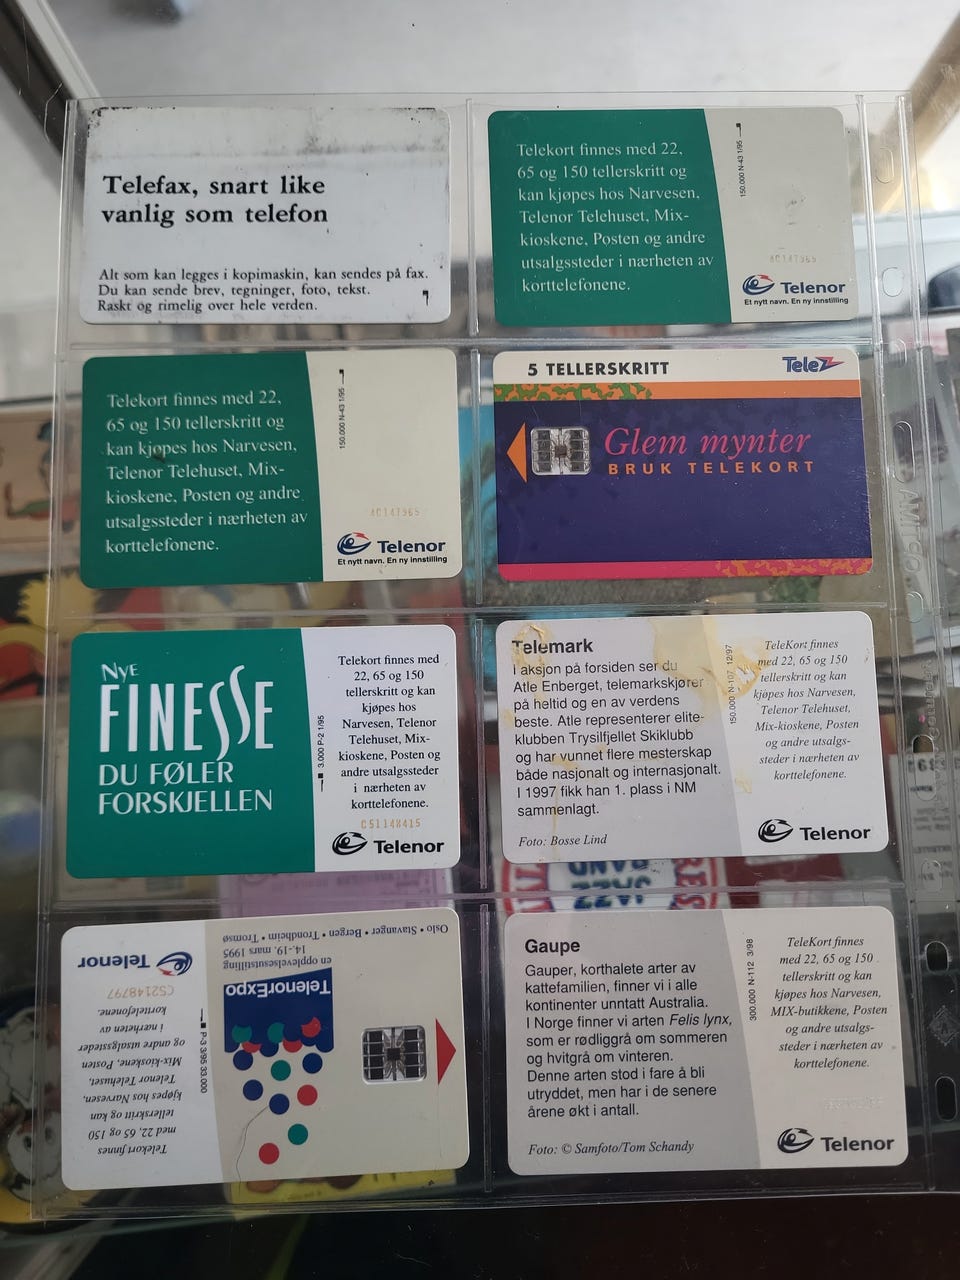 Telefax, snart like
vanlig som telefon
Alt som kan legges i kopimaskin, kan sendes på fax.
Du kan sende brev, tegninger, foto, tekst.
Raskt og rimelig over hele verden.
Telekort finnes med 22,
65 og 150 tellerskritt og
kan kjøpes hos Narvesen,
Telenor Telehuset, Mix-
kioskene, Posten og andre
utsalgssteder i nærheten av
korttelefonene.
150.000 N-43 1/95
Telenor
Et nytt navn. En ny innstilling
Telekort finnes med 22,
65 og 150 tellerskritt og
kan kjøpes hos Narvesen,
Telenor Telehuset, Mix-
kioskene, Posten og andre
utsalgssteder i nærheten av
korttelefonene.
150.000 N-43 1/95
Telenor
Et nytt navn. En ny innstilling
5 TELLERSKRITT
Tele
Glem mynter
BRUK TELEKORT
NYE
FINESSE
DU FØLER
FORSKJELLEN
3.000 P-2 1/95
Telekort finnes med
22, 65 og 150
tellerskritt og kan
kjøpes hos
Narvesen, Telenor
Telehuset, Mix-
kioskene, Posten og
andre utsalgssteder
i nærheten av
korttelefonene.
C51148415
Telenor
Telemark
I aksjon på forsiden ser du
Atle Enberget, telemarkskjører
på heltid og en av verdens
beste. Atle representerer elite-
klubben Trysilfjellet Skiklubb
og har vunnet flere mesterskap
både nasjonalt og internasjonalt.
I 1997 fikk han 1. plass i NM
sammenlagt.
Foto: Bosse Lind
150.000 N-107 12/97
TeleKort finnes
med 22, 65 og 150
tellerskritt og kan
kjøpes hos Narvesen,
Telenor Telehuset,
Mix-kioskene, Posten
og andre utsalgs-
steder i nærheten av
korttelefonene.
Telenor
Oslo • Stavanger • Bergen • Trondheim • Tromsø
14.-19. mars 1995
en opplevelsesutstilling
TelenorExpo
Telekort finnes
med 22, 65 og 150
tellerskritt og kan
kjøpes hos Narvesen,
Telenor Telehuset,
Mix-kioskene, Posten
og andre utsalgssteder
i nærheten av
korttelefonene.
P-3 3/95 33.000
C52148797
Telenor
Gaupe
Gauper, korthalete arter av
kattefamilien, finner vi i alle
kontinenter unntatt Australia.
I Norge finner vi arten Felis lynx,
som er rødliggrå om sommeren
og hvitgrå om vinteren.
Denne arten stod i fare å bli
utryddet, men har i de senere
årene økt i antall.
Foto: © Samfoto/Tom Schandy
300.000 N-112 3/98
TeleKort finnes
med 22, 65 og 150
tellerskritt og kan
kjøpes hos Narvesen,
MIX-butikkene, Posten
og andre utsalgs-
steder i nærheten av
korttelefonene.
Telenor